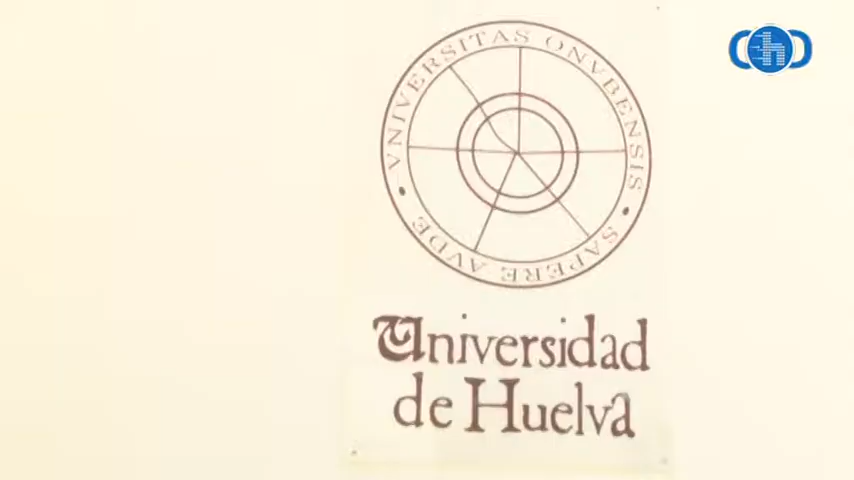 VNIVERSITAS ONVBENSIS
• SAPERE AVDE •
Universidad
de Huelva